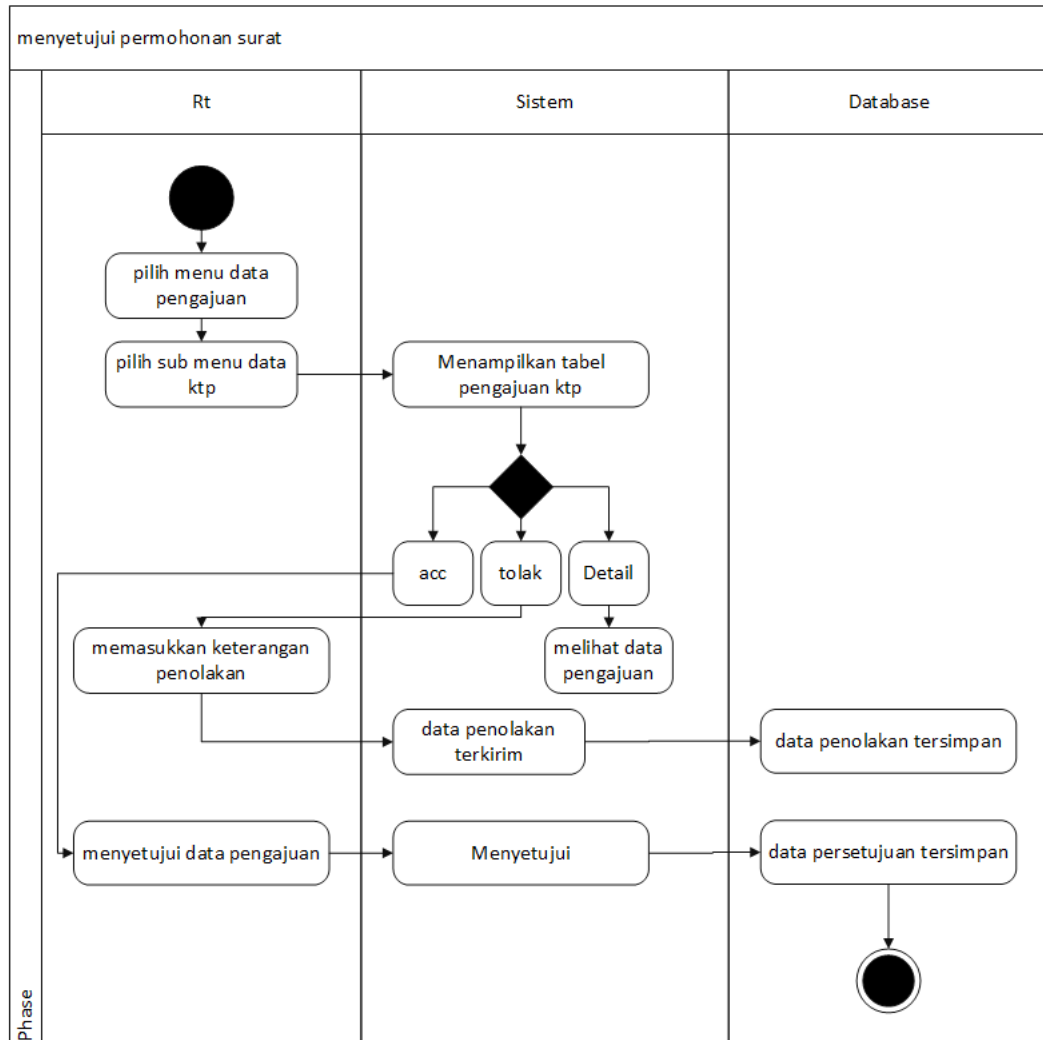 menyetujui permohonan surat
Rt
Sistem
Database
pilih menu data
pengajuan
pilih sub menu data
ktp
Menampilkan tabel
pengajuan ktp
acc
tolak
Detail
memasukkan keterangan
penolakan
melihat data
pengajuan
data penolakan
terkirim
data penolakan tersimpan
menyetujui data pengajuan
Menyetujui
data persetujuan tersimpan
Phase